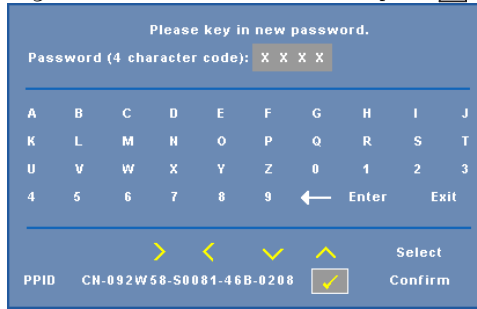 Please key in new password.
Password (4 character code): X X X X
A B C D E F G H I J
K L M N O P Q R S T
U V W X Y Z 0 1 2 3
4 5 6 7 8 9 Enter Exit
Select
PPID CN-092W58-S0081-46B-0208 Confirm